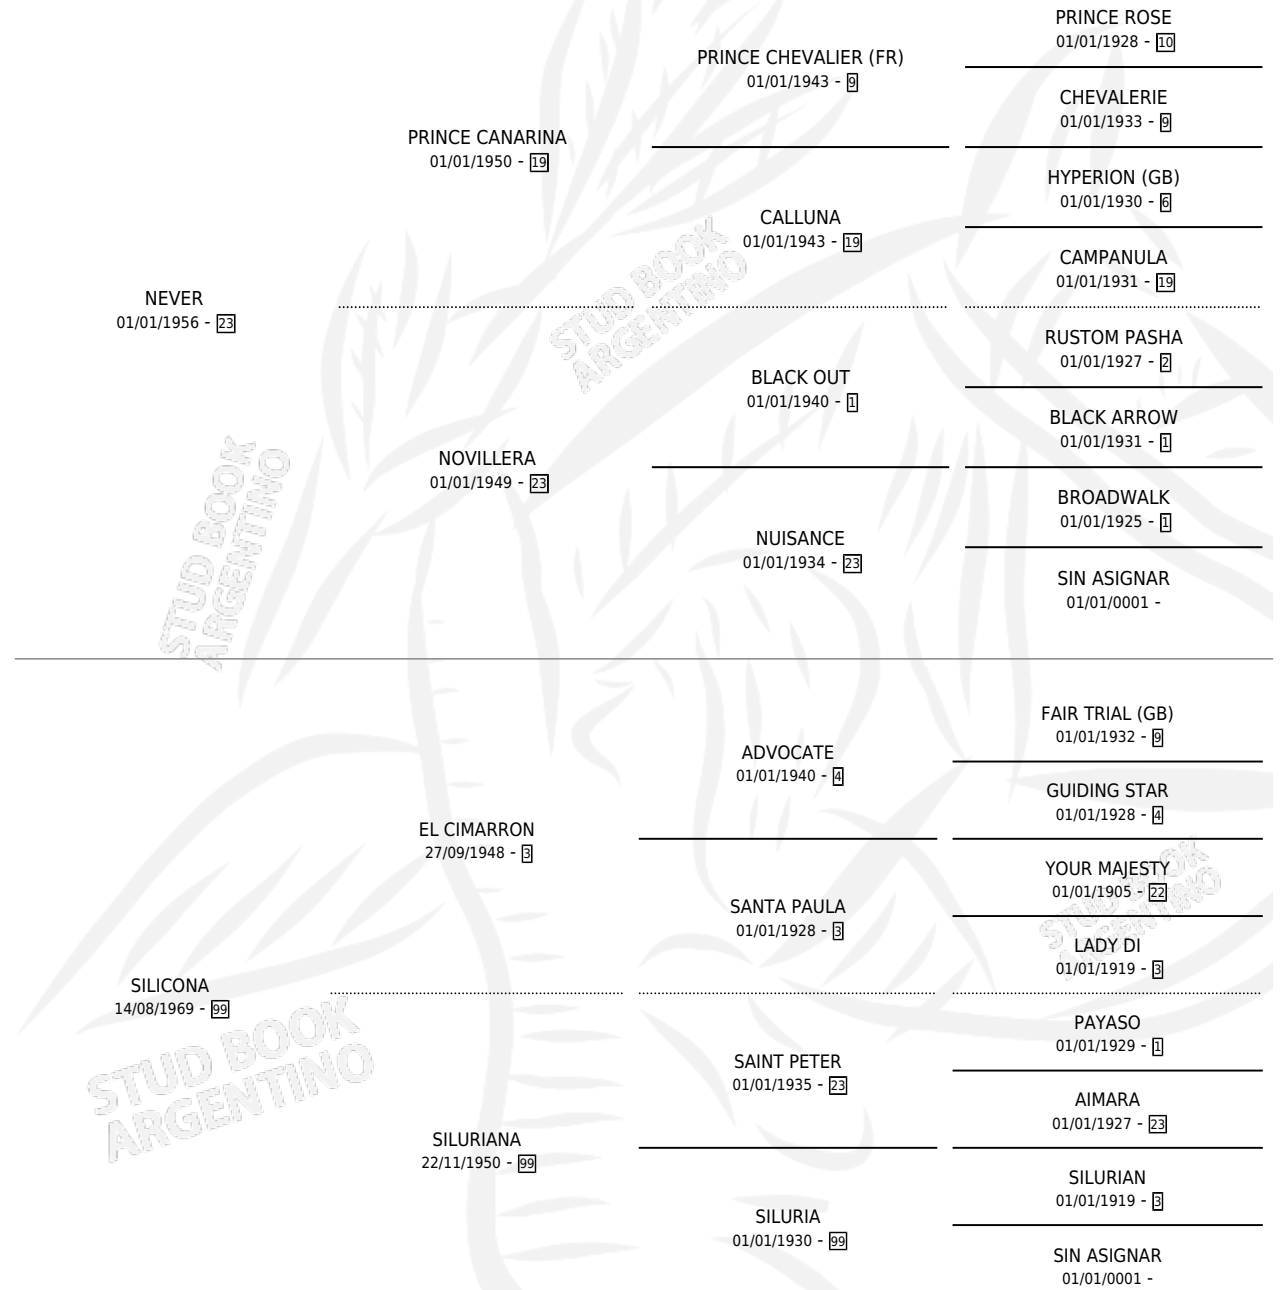 PRINCE ROSE
01/01/1928 - 10
PRINCE CHEVALIER (FR)
01/01/1943 - 9
CHEVALERIE
01/01/1933 - 9
PRINCE CANARINA
01/01/1950 - 19
HYPERION (GB)
01/01/1930 - 6
CALLUNA
01/01/1943 - 19
CAMPANULA
01/01/1931 - 19
NEVER
01/01/1956 - 23
RUSTOM PASHA
01/01/1927 - 2
BLACK OUT
01/01/1940 - 1
BLACK ARROW
01/01/1931 - 1
NOVILLERA
01/01/1949 - 23
BROADWALK
01/01/1925 - 1
NUISANCE
01/01/1934 - 23
SIN ASIGNAR
01/01/0001 -
STUD BOOK
ARGENTINO
STUD BOOK
ARGENTINO
FAIR TRIAL (GB)
01/01/1932 - 9
ADVOCATE
01/01/1940 - 4
GUIDING STAR
01/01/1928 - 4
EL CIMARRON
27/09/1948 - 3
YOUR MAJESTY
01/01/1905 - 22
SANTA PAULA
01/01/1928 - 3
LADY DI
01/01/1919 - 3
SILICONA
14/08/1969 - 99
PAYASO
01/01/1929 - 1
SAINT PETER
01/01/1935 - 23
AIMARA
01/01/1927 - 23
SILURIANA
22/11/1950 - 99
SILURIAN
01/01/1919 - 3
SILURIA
01/01/1930 - 99
SIN ASIGNAR
01/01/0001 -
STUD BOOK
ARGENTINO
STUD BOOK
ARGENTINO